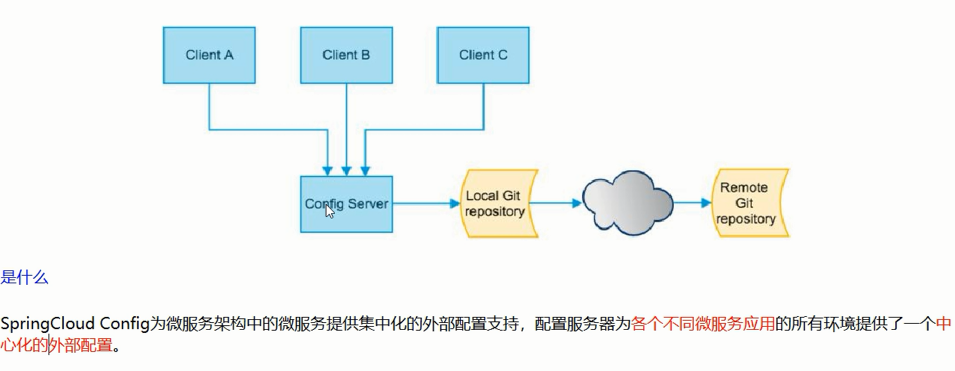 Client A
Client B
Client C
Config Server
Local Git
repository
Remote
Git
repository
是什么
SpringCloud Config为微服务架构中的微服务提供集中化的外部配置支持，配置服务器为各个不同微服务应用的所有环境提供了一个中
心化的外部配置。